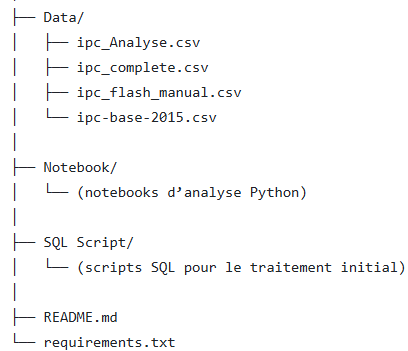 ├── Data/
│   ├── ipc_Analyse.csv
│   ├── ipc_complete.csv
│   ├── ipc_flash_manual.csv
│   └── ipc-base-2015.csv
│
├── Notebook/
│   └── (notebooks d’analyse Python)
│
├── SQL Script/
│   └── (scripts SQL pour le traitement initial)
│
├── README.md
└── requirements.txt